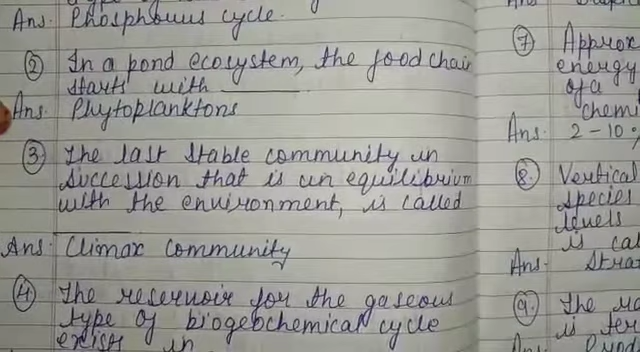 Ans. Phosphorus cycle.
② In a pond ecosystem, the food chain
starts with ________
Ans. Phytoplanktons
③ The last stable community in
succession that is in equilibrium
with the environment, is called
________
Ans. Climax community
④ The reservoir for the gaseous
type of biogeochemical cycle
exists in
⑦ Approx
energy
of a
chemi
Ans. 2-10%
⑧. Vertical
species
levels
is cal
Ans. Strat
⑨. The
is